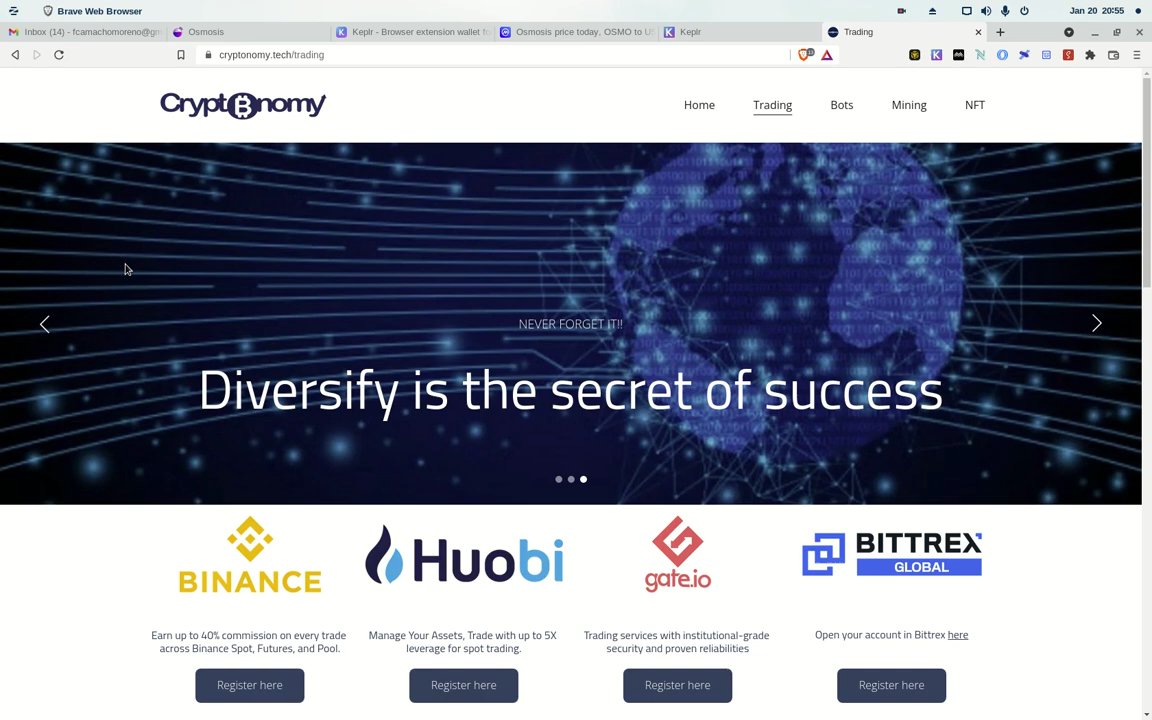 Brave Web Browser
Jan 20 20:55
Inbox (14) - fcamachomoreno@gm
Osmosis
Keplr - Browser extension wallet f
Osmosis price today, OSMO to U
Keplr
Trading
cryptonomy.tech/trading
Crypt nomy
Home
Trading
Bots
Mining
NFT
NEVER FORGET IT!!
Diversify is the secret of success
BINANCE
Huobi
gate.io
BITTREX
GLOBAL
Earn up to 40% commission on every trade
across Binance Spot, Futures, and Pool.
Manage Your Assets, Trade with up to 5X
leverage for spot trading.
Trading services with institutional-grade
security and proven reliabilities
Open your account in Bittrex here
Register here
Register here
Register here
Register here